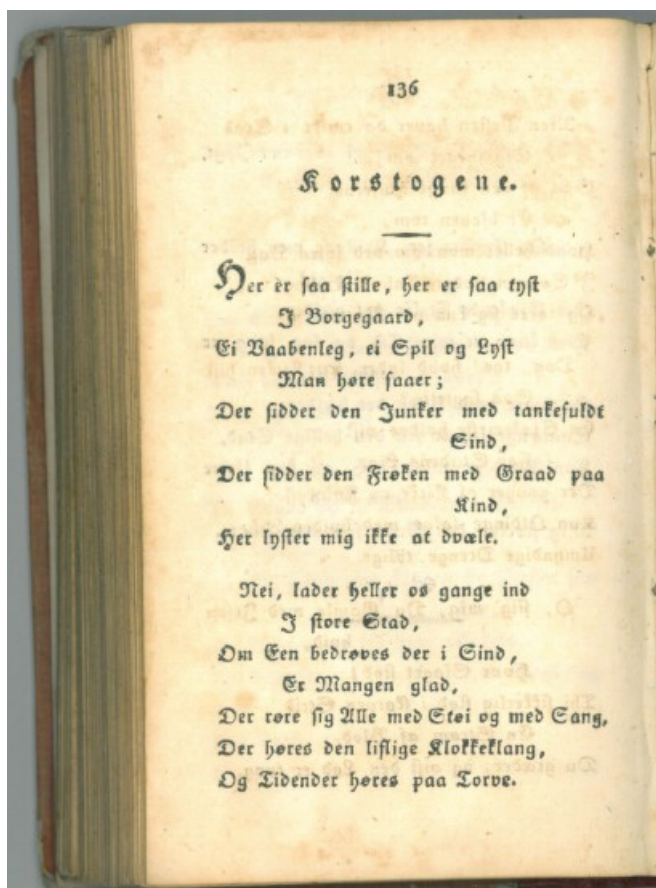 136
Korstogene.
Her er saa stille, her er saa tyst
I Borgegaard,
Ei Vaabenleg, ei Spil og Lyst
Man høre faaer;
Der sidder den Junker med tankefuldt
Sind,
Der sidder den Frøken med Graad paa
Kind,
Her lyster mig ikke at dvæle.
Nei, lader heller os gange ind
I store Stad,
Om Een bedrøves der i Sind,
Er Mangen glad,
Der røre sig Alle med Støi og med Sang,
Der høres den liflige Klokkeklang,
Og Tidender høres paa Torve.